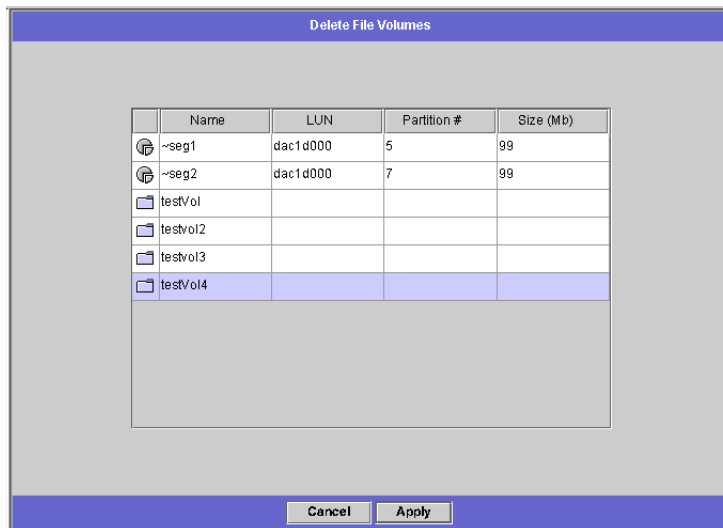 Delete File Volumes
Name LUN Partition # Size (Mb)
~seg1 dac1d000 5 99
~seg2 dac1d000 7 99
testVol
testvol2
testvol3
testVol4
Cancel Apply